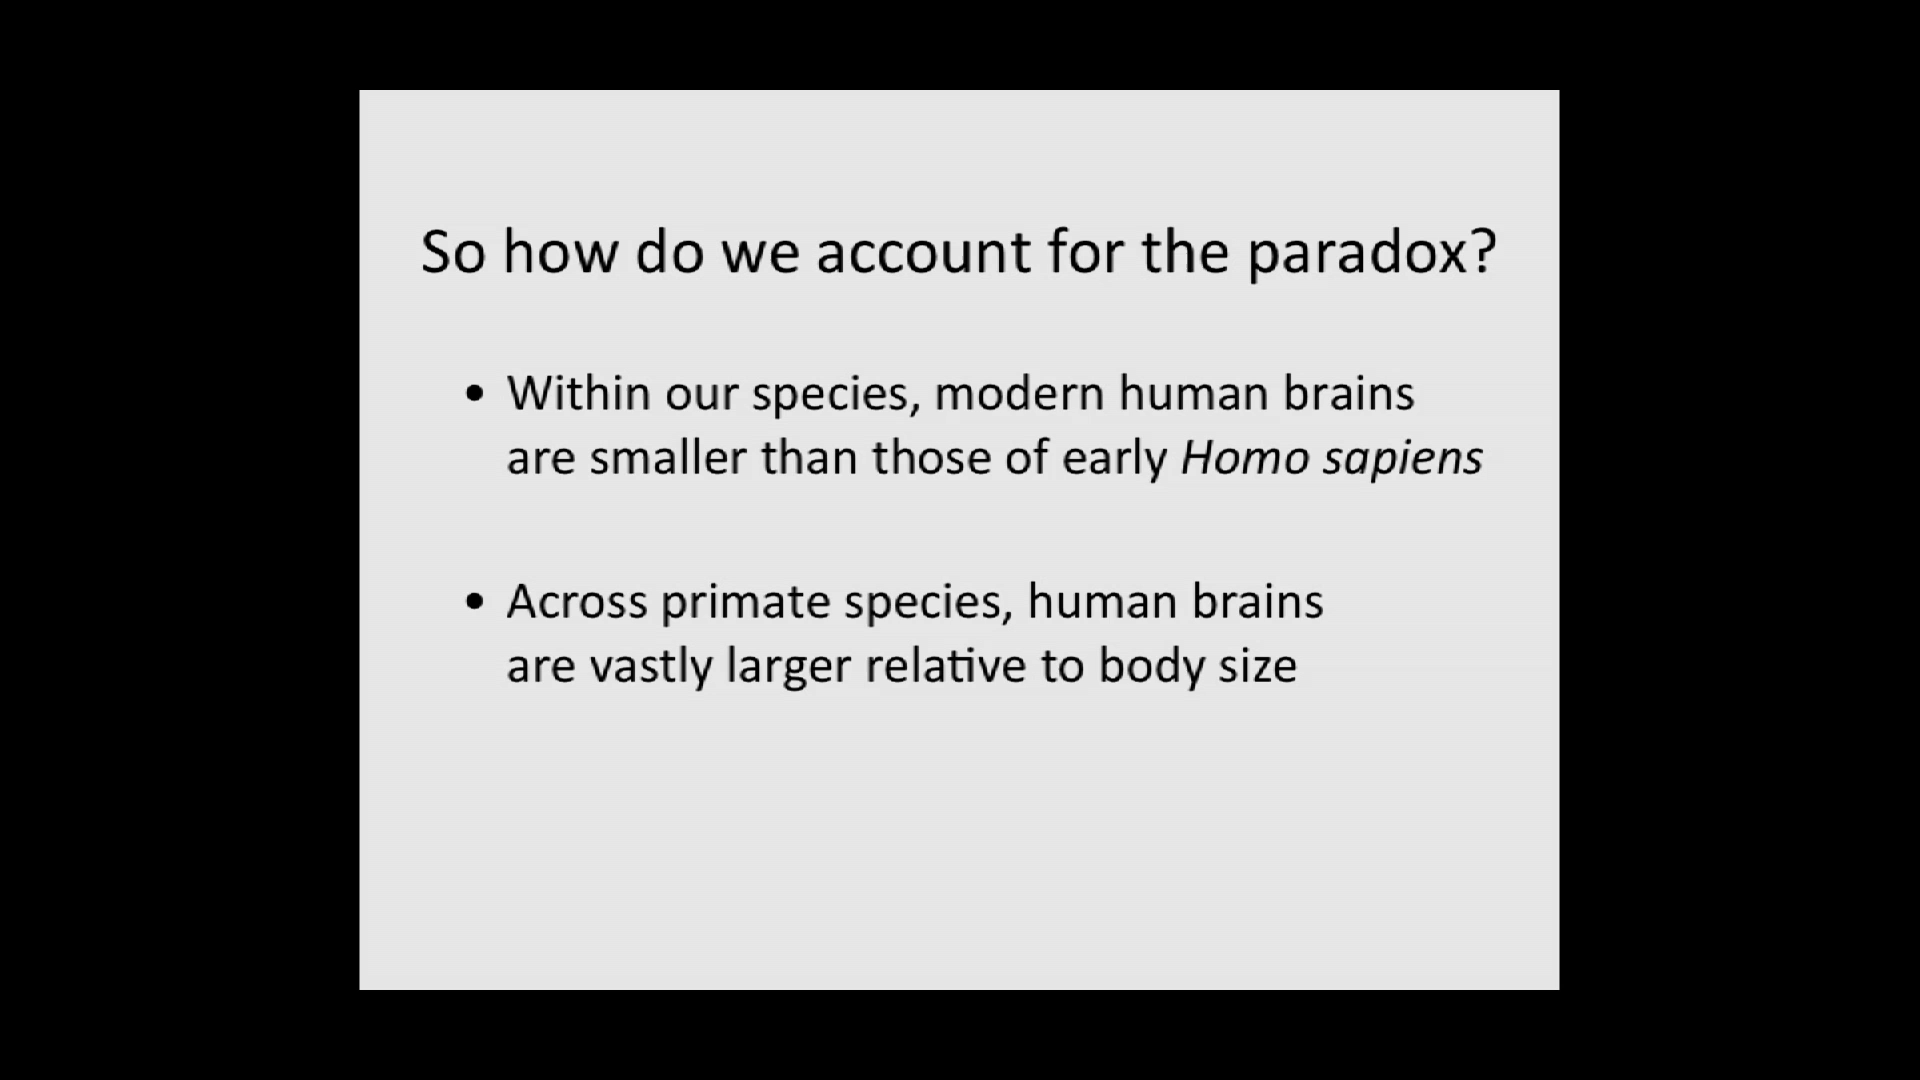 So how do we account for the paradox?
• Within our species, modern human brains
are smaller than those of early Homo sapiens
• Across primate species, human brains
are vastly larger relative to body size